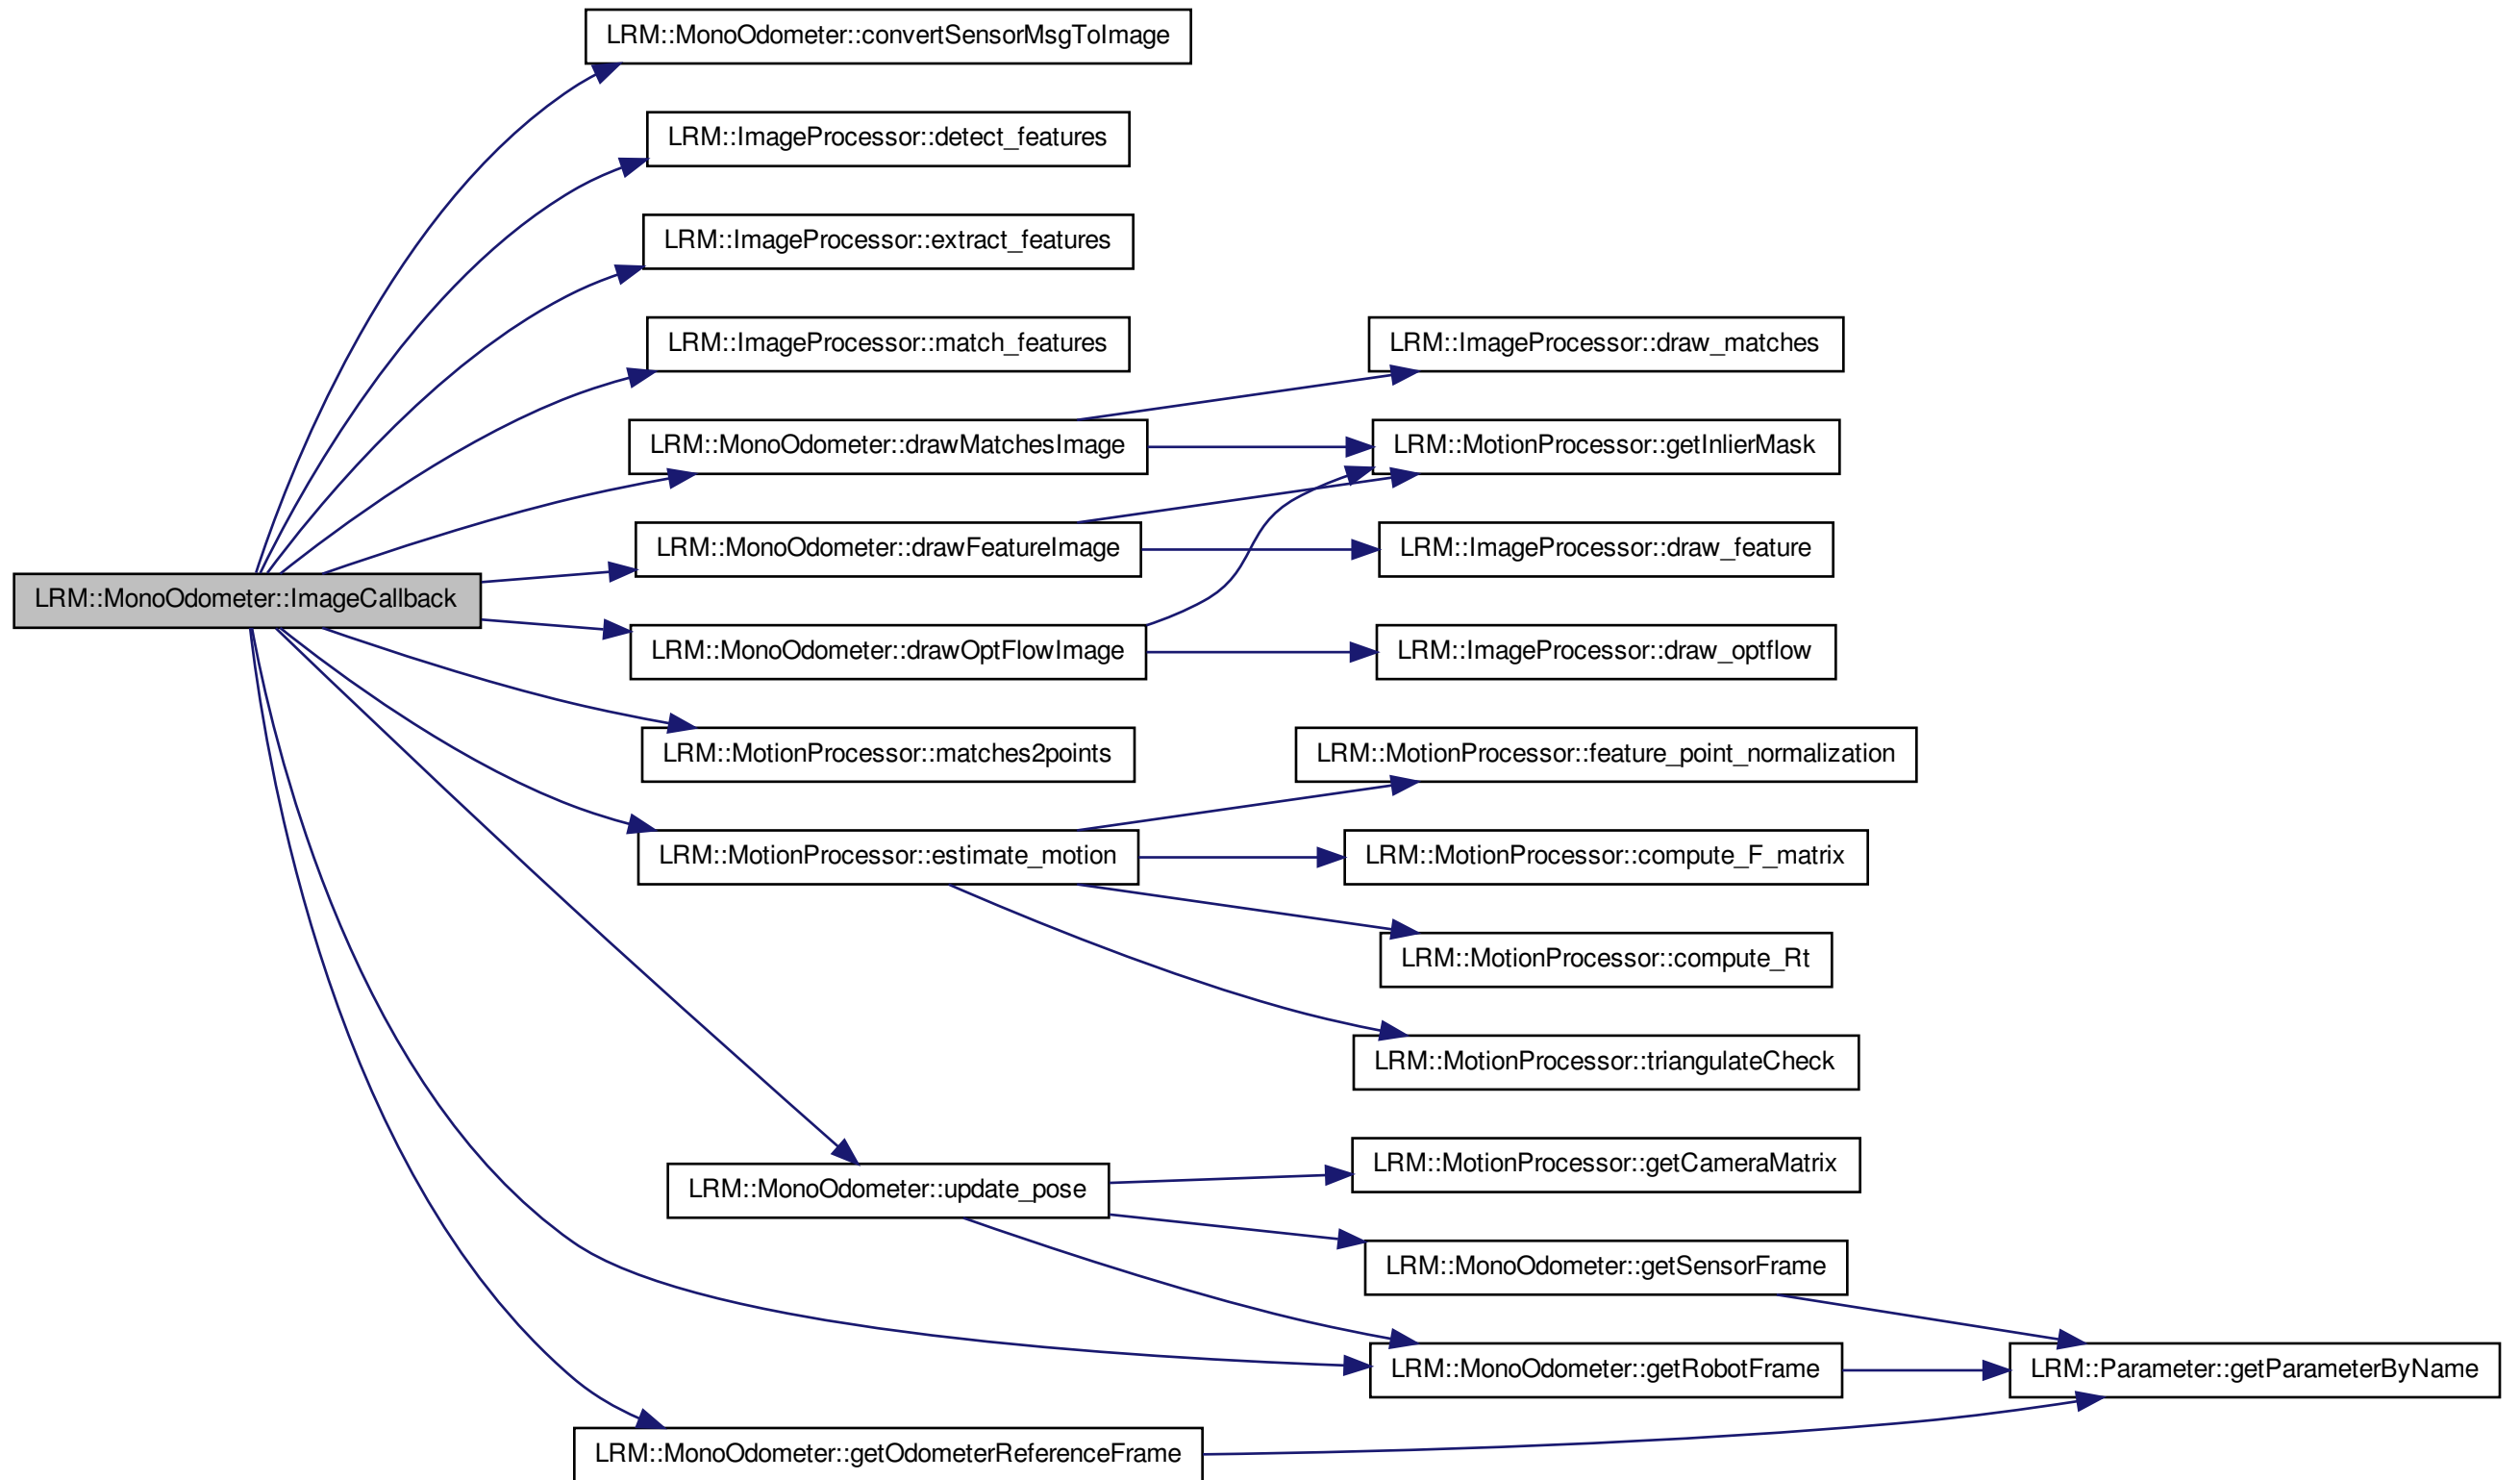 LRM::MonoOdometer::convertSensorMsgToImage
LRM::ImageProcessor::detect_features
LRM::ImageProcessor::extract_features
LRM::ImageProcessor::match_features
LRM::ImageProcessor::draw_matches
LRM::MonoOdometer::drawMatchesImage
LRM::MotionProcessor::getInlierMask
LRM::MonoOdometer::drawFeatureImage
LRM::ImageProcessor::draw_feature
LRM::MonoOdometer::ImageCallback
LRM::MonoOdometer::drawOptFlowImage
LRM::ImageProcessor::draw_optflow
LRM::MotionProcessor::matches2points
LRM::MotionProcessor::feature_point_normalization
LRM::MotionProcessor::estimate_motion
LRM::MotionProcessor::compute_F_matrix
LRM::MotionProcessor::compute_Rt
LRM::MotionProcessor::triangulateCheck
LRM::MotionProcessor::getCameraMatrix
LRM::MonoOdometer::update_pose
LRM::MonoOdometer::getSensorFrame
LRM::MonoOdometer::getRobotFrame
LRM::Parameter::getParameterByName
LRM::MonoOdometer::getOdometerReferenceFrame